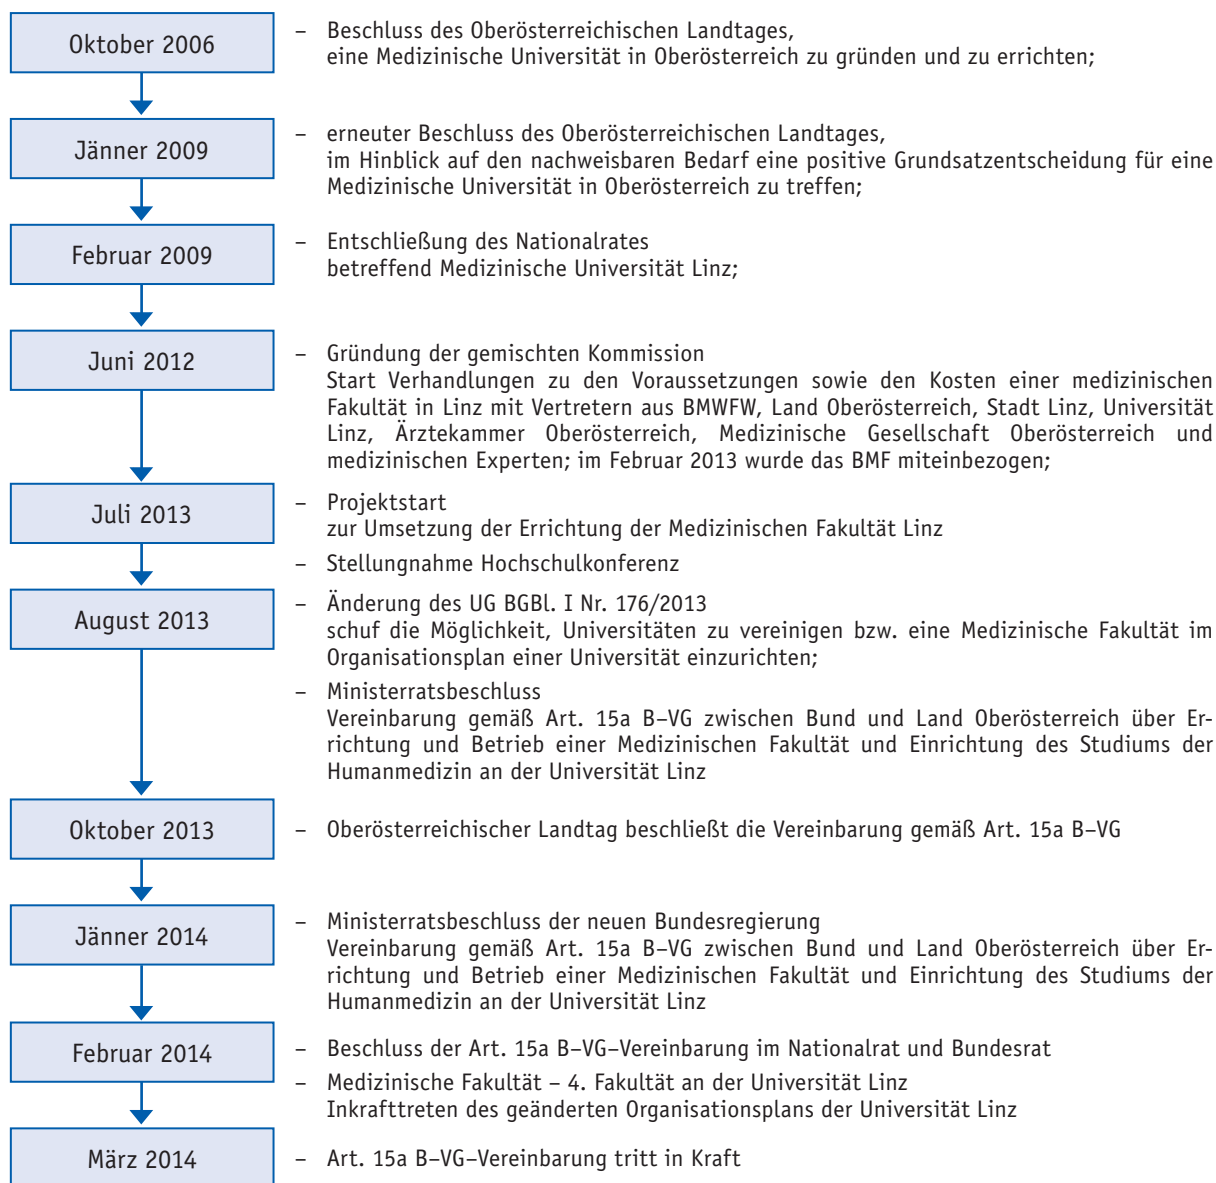 Oktober 2006
– Beschluss des Oberösterreichischen Landtages,
eine Medizinische Universität in Oberösterreich zu gründen und zu errichten;
Jänner 2009
– erneuter Beschluss des Oberösterreichischen Landtages,
im Hinblick auf den nachweisbaren Bedarf eine positive Grundsatzentscheidung für eine
Medizinische Universität in Oberösterreich zu treffen;
Februar 2009
– Entschließung des Nationalrates
betreffend Medizinische Universität Linz;
Juni 2012
– Gründung der gemischten Kommission
Start Verhandlungen zu den Voraussetzungen sowie den Kosten einer medizinischen
Fakultät in Linz mit Vertretern aus BMWFW, Land Oberösterreich, Stadt Linz, Universität
Linz, Ärztekammer Oberösterreich, Medizinische Gesellschaft Oberösterreich und
medizinischen Experten; im Februar 2013 wurde das BMF miteinbezogen;
Juli 2013
– Projektstart
zur Umsetzung der Errichtung der Medizinischen Fakultät Linz
– Stellungnahme Hochschulkonferenz
August 2013
– Änderung des UG BGBl. I Nr. 176/2013
schuf die Möglichkeit, Universitäten zu vereinigen bzw. eine Medizinische Fakultät im
Organisationsplan einer Universität einzurichten;
– Ministerratsbeschluss
Vereinbarung gemäß Art. 15a B–VG zwischen Bund und Land Oberösterreich über Er-
richtung und Betrieb einer Medizinischen Fakultät und Einrichtung des Studiums der
Humanmedizin an der Universität Linz
Oktober 2013
– Oberösterreichischer Landtag beschließt die Vereinbarung gemäß Art. 15a B–VG
Jänner 2014
– Ministerratsbeschluss der neuen Bundesregierung
Vereinbarung gemäß Art. 15a B–VG zwischen Bund und Land Oberösterreich über Er-
richtung und Betrieb einer Medizinischen Fakultät und Einrichtung des Studiums der
Humanmedizin an der Universität Linz
Februar 2014
– Beschluss der Art. 15a B–VG–Vereinbarung im Nationalrat und Bundesrat
– Medizinische Fakultät – 4. Fakultät an der Universität Linz
Inkrafttreten des geänderten Organisationsplans der Universität Linz
März 2014
– Art. 15a B–VG–Vereinbarung tritt in Kraft